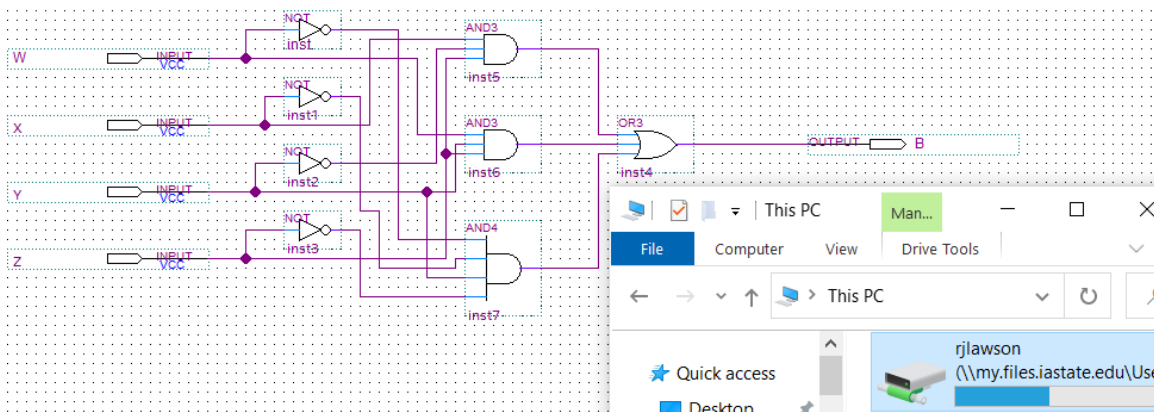 NOT
inst
AND3
inst5
W
INPUT
VCC
NOT
inst1
X
INPUT
VCC
AND3
inst6
OR3
inst4
OUTPUT
B
NOT
inst2
Y
INPUT
VCC
NOT
inst3
Z
INPUT
VCC
AND4
inst7
This PC
Man...
File
Computer
View
Drive Tools
This PC
Quick access
Desktop
rjlawson
(\\my.files.iastate.edu\Use